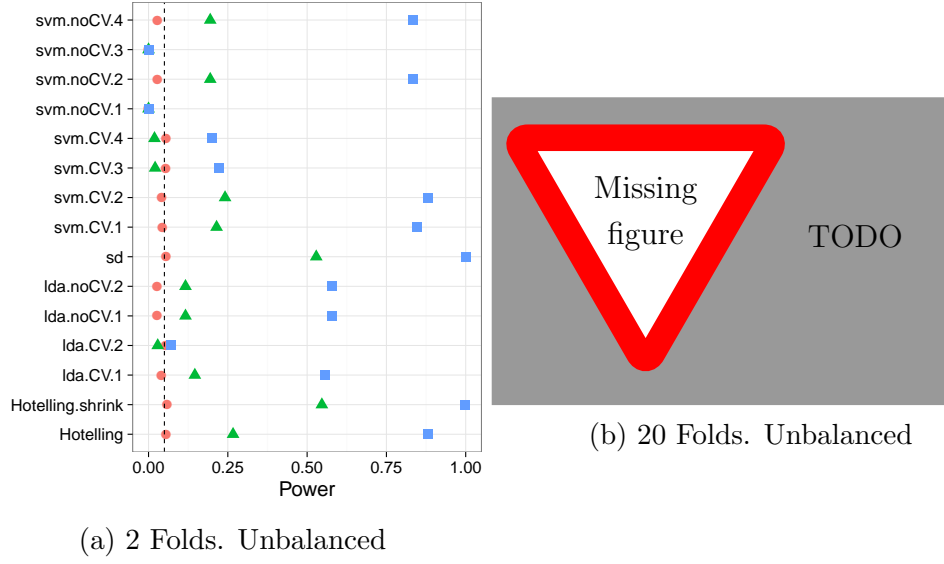 svm.noCV.4
svm.noCV.3
svm.noCV.2
svm.noCV.1
svm.CV.4
svm.CV.3
svm.CV.2
svm.CV.1
sd
lda.noCV.2
lda.noCV.1
lda.CV.2
lda.CV.1
Hotelling.shrink
Hotelling
0.00 0.25 0.50 0.75 1.00
Power
(a) 2 Folds. Unbalanced
Missing
figure
TODO
(b) 20 Folds. Unbalanced